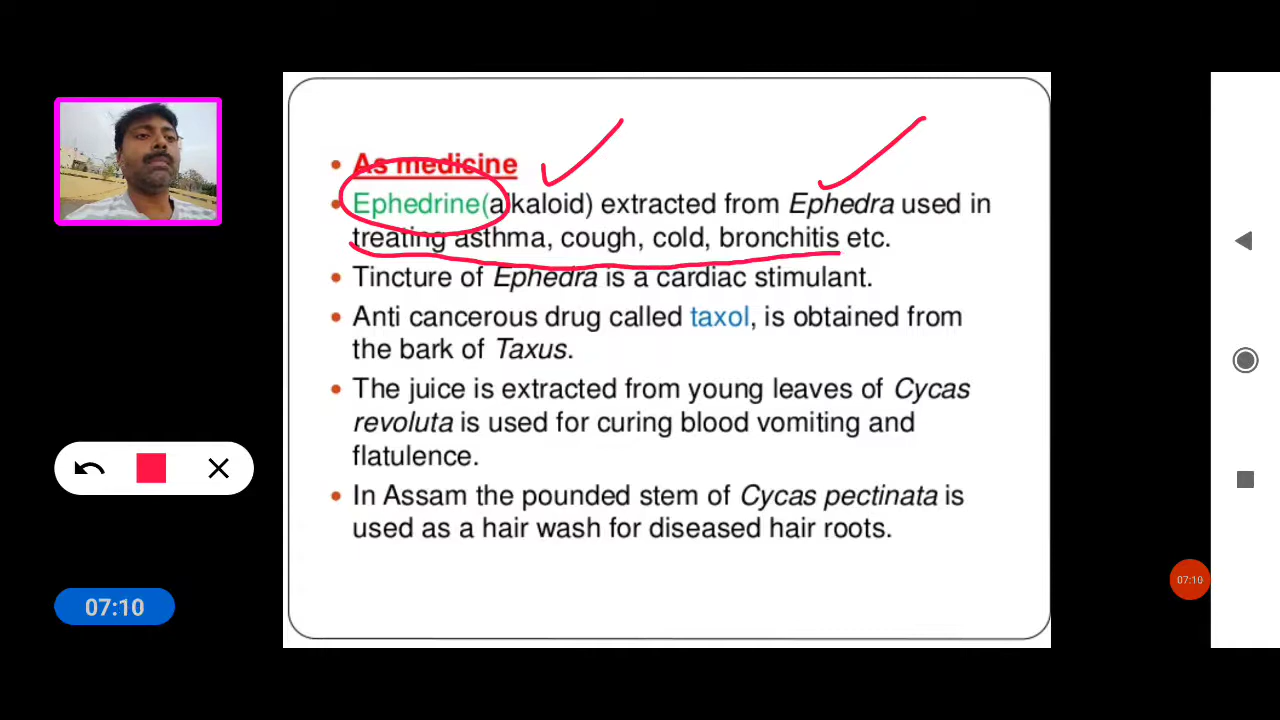 As medicine
Ephedrine(alkaloid) extracted from Ephedra used in
treating asthma, cough, cold, bronchitis etc.
Tincture of Ephedra is a cardiac stimulant.
Anti cancerous drug called taxol, is obtained from
the bark of Taxus.
The juice is extracted from young leaves of Cycas
revoluta is used for curing blood vomiting and
flatulence.
In Assam the pounded stem of Cycas pectinata is
used as a hair wash for diseased hair roots.
07:10
07:10